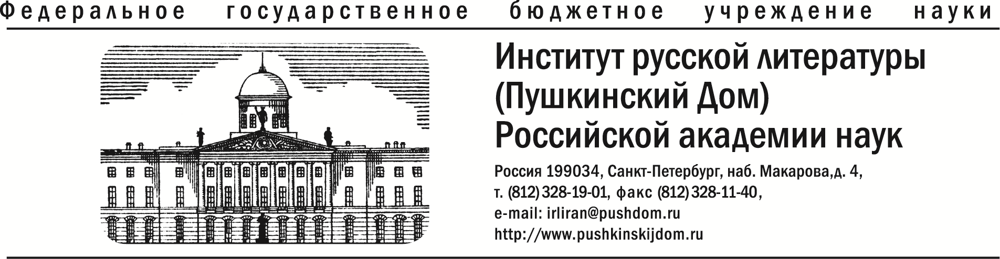 Федеральное государственное бюджетное учреждение науки
Институт русской литературы
(Пушкинский Дом)
Российской академии наук
Россия 199034, Санкт-Петербург, наб. Макарова,д. 4,
т. (812) 328-19-01, факс (812) 328-11-40,
e-mail: irliran@pushdom.ru
http://www.pushkinskijdom.ru